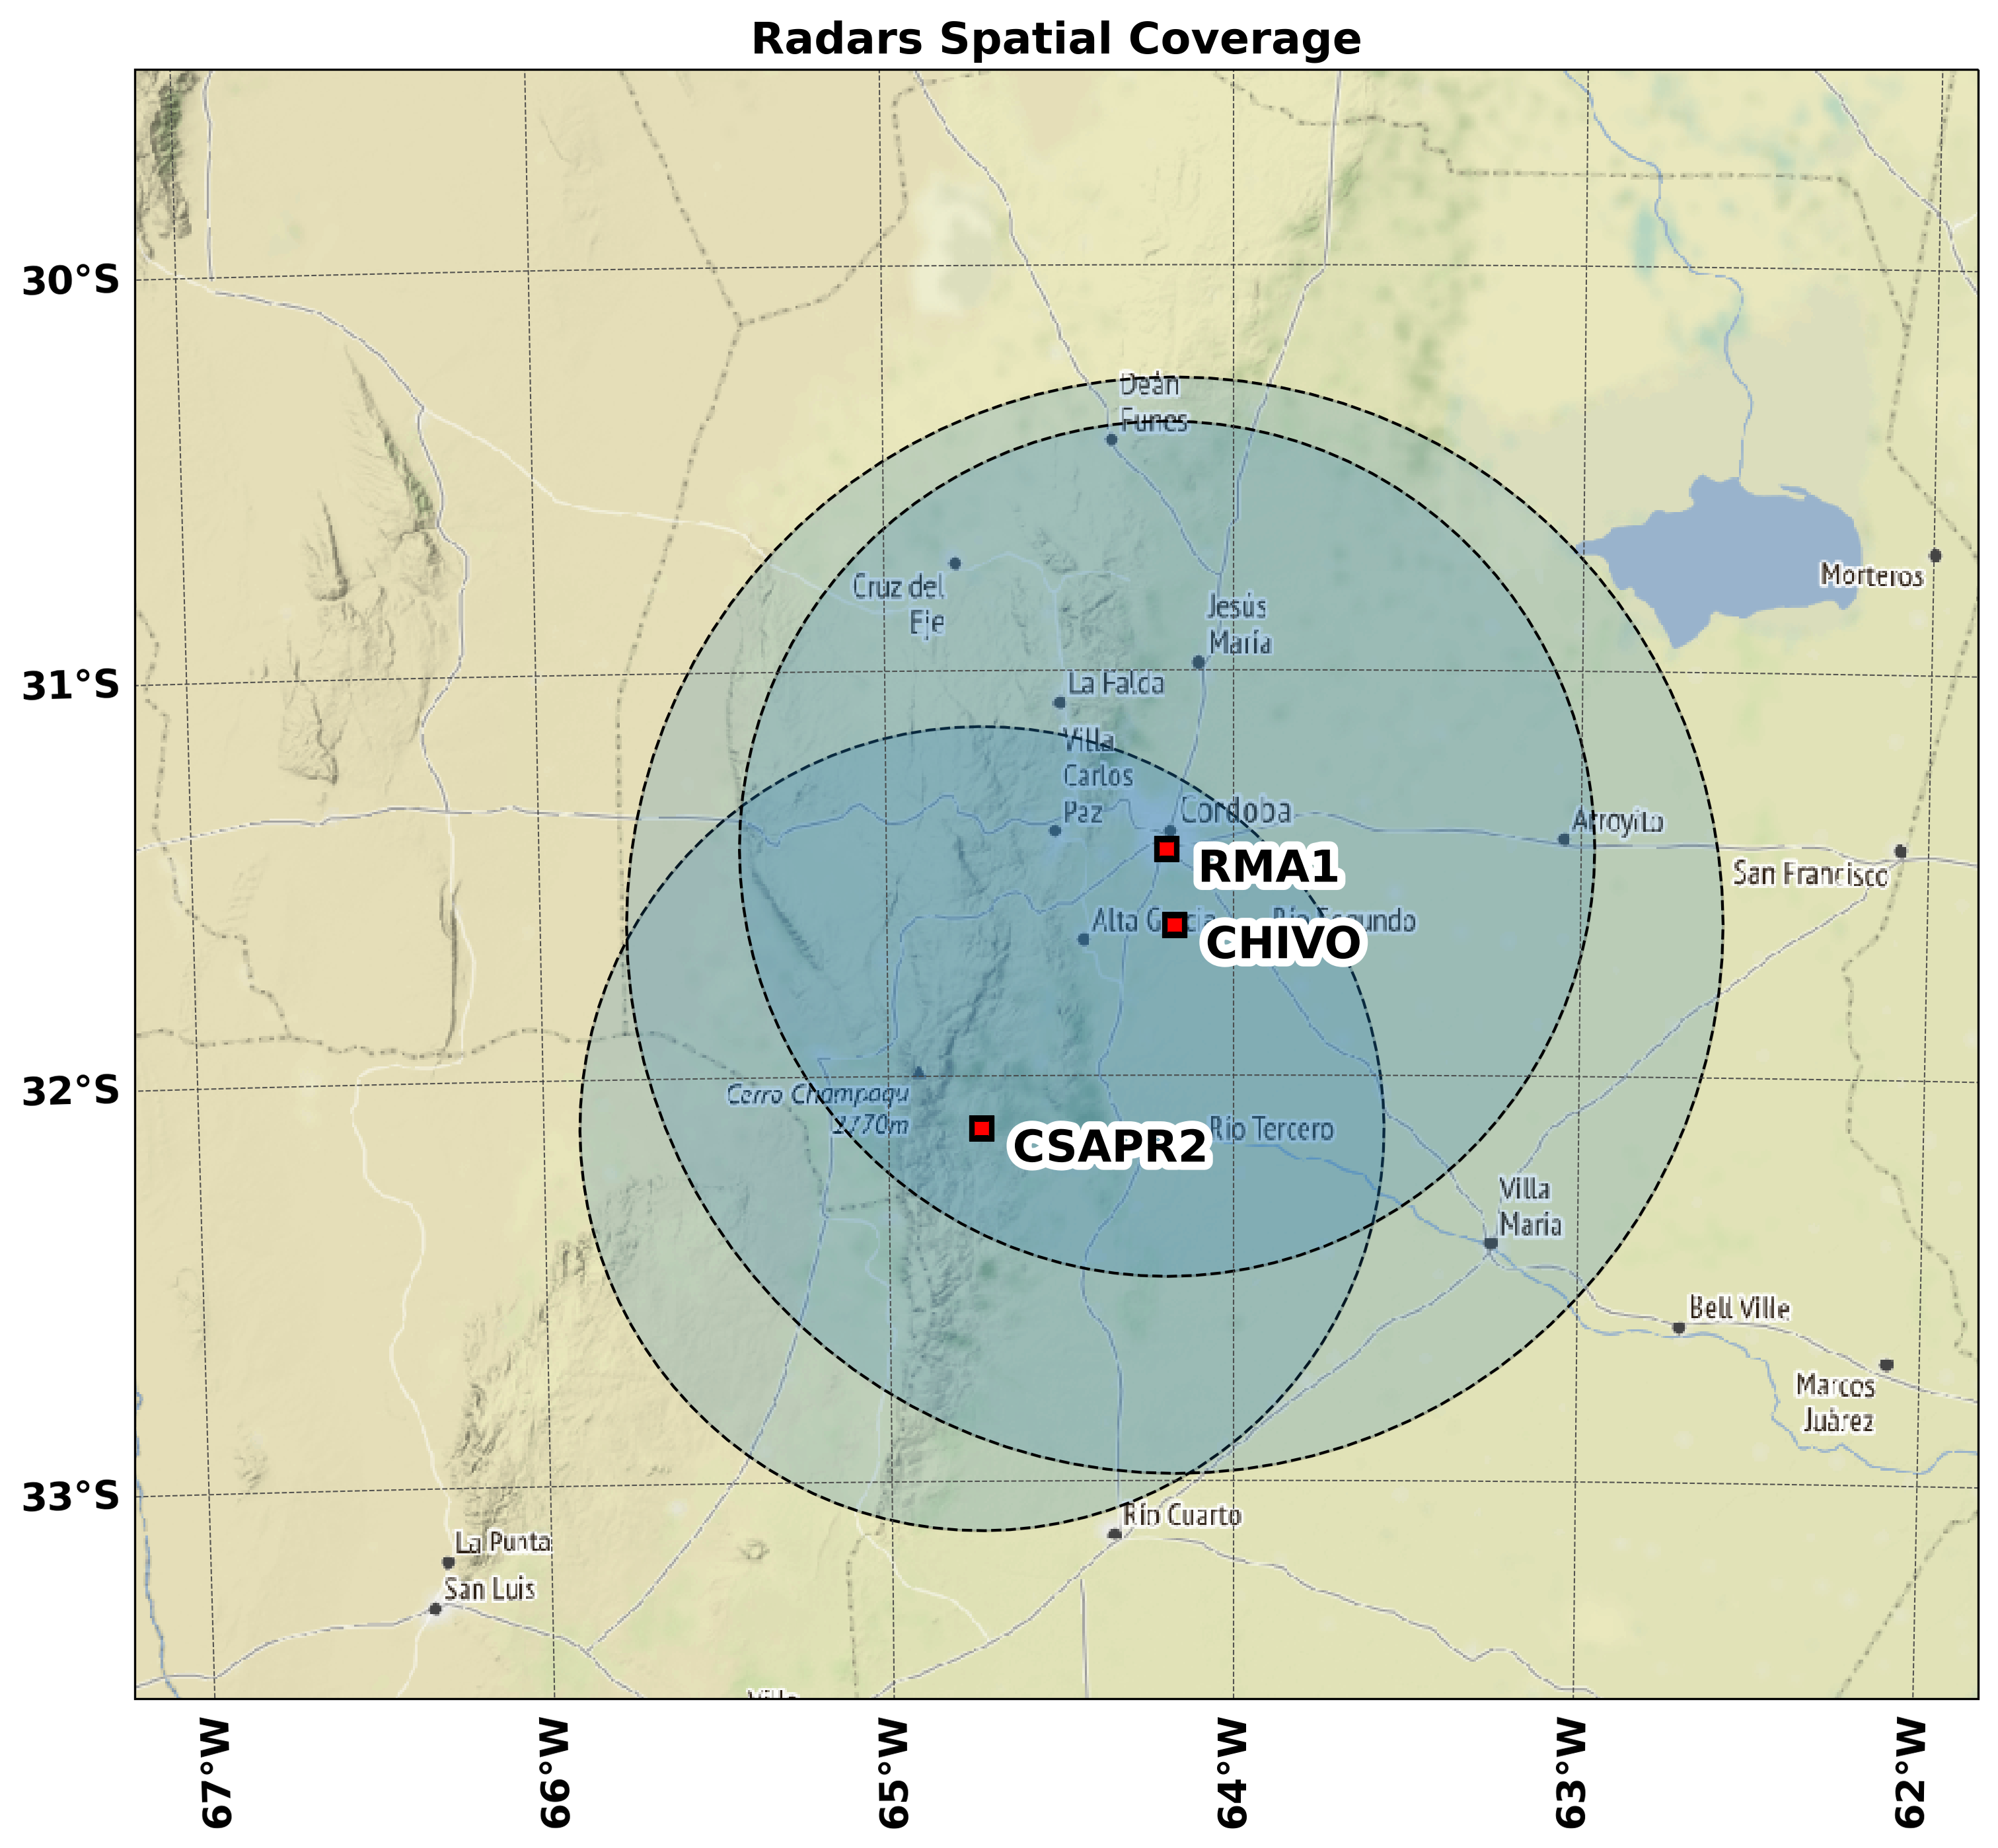 Radars Spatial Coverage
30°S
31°S
32°S
33°S
Deán
Funes
Cruz del
Eje
Jesús
María
Morteros
La Falda
Villa
Carlos
Paz
Córdoba
Arroyito
San Francisco
RMA1
Alta Gracia
Río Segundo
CHIVO
Cerro Champaqu
2770m
CSAPR2
Río Tercero
Villa
María
Bell Ville
Marcos
Juárez
Río Cuarto
La Punta
San Luis
67°W
66°W
65°W
64°W
63°W
62°W